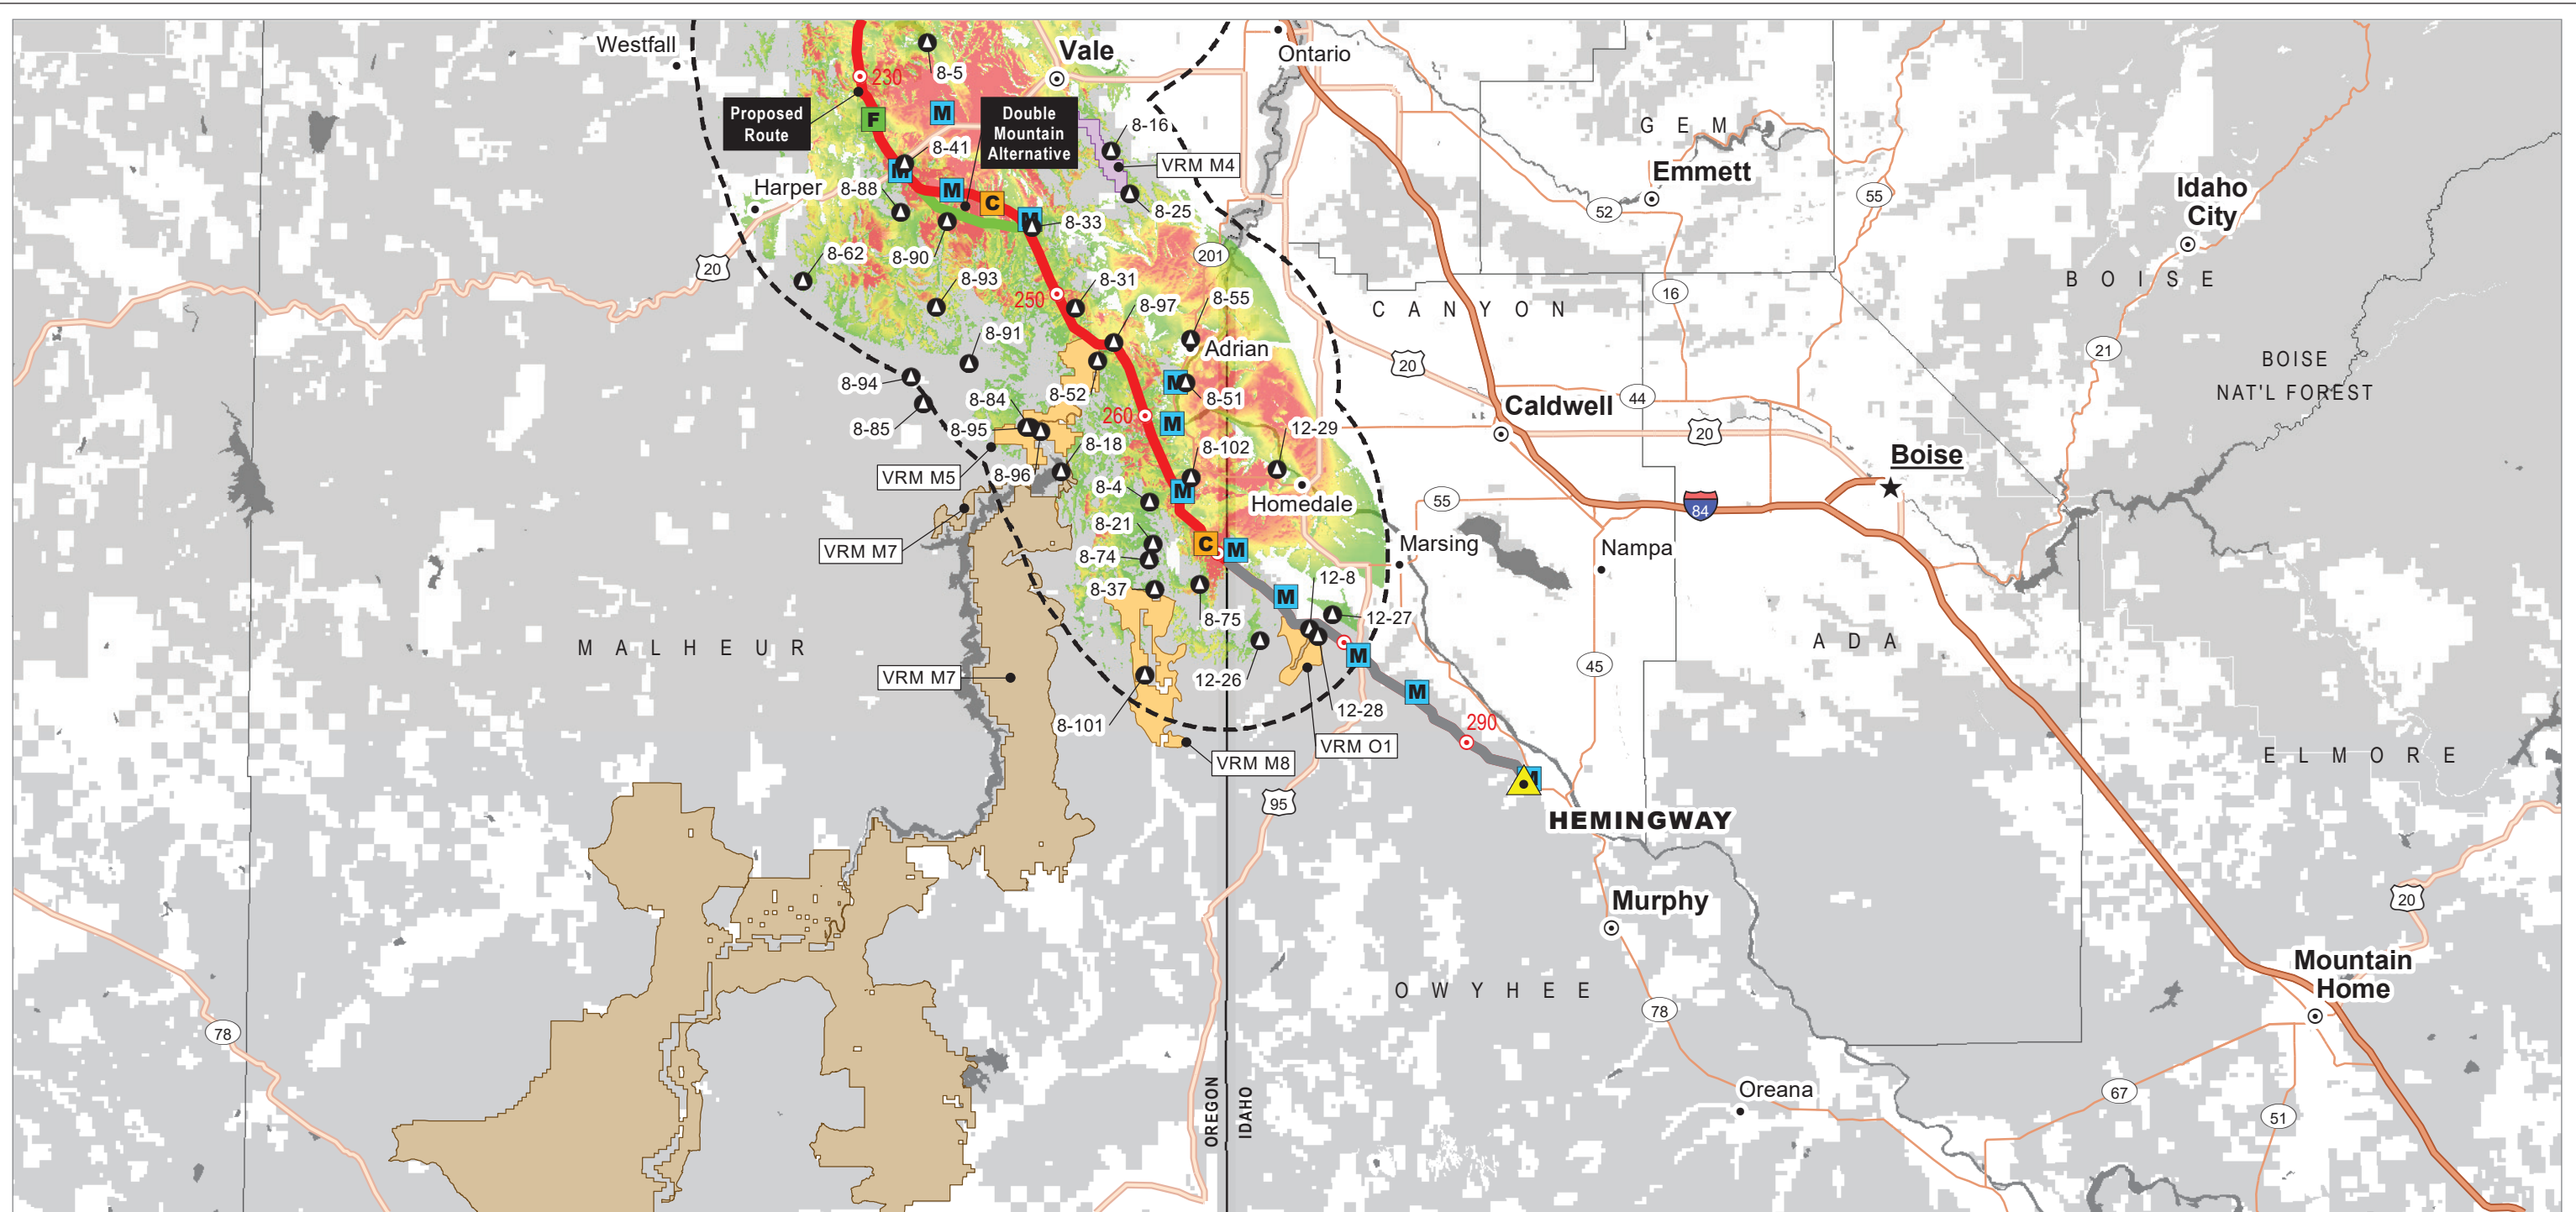 Westfall
Vale
Ontario
8-5
230
Proposed
Route
F
M
Double
Mountain
Alternative
8-16
G E M
Emmett
8-41
M
VRM M4
Harper
8-88
M
C
8-25
52
55
Idaho
City
M
8-33
8-62
8-90
201
20
8-93
250
8-31
8-55
16
B O I S E
8-97
C A N Y O N
8-91
Adrian
20
21
BOISE
NAT'L FOREST
8-94
M
8-52
8-51
44
8-84
Caldwell
8-85
8-95
260
M
12-29
20
8-18
8-102
Boise
VRM M5
8-96
8-4
M
Homedale
55
84
VRM M7
8-21
C
M
Marsing
Nampa
8-74
12-8
8-37
M
8-75
12-27
M A L H E U R
A D A
VRM M7
M
45
12-26
M
8-101
12-28
290
VRM O1
VRM M8
E L M O R E
M
95
HEMINGWAY
Murphy
20
Mountain
Home
O W Y H E E
78
78
Oreana
67
OREGON
IDAHO
51